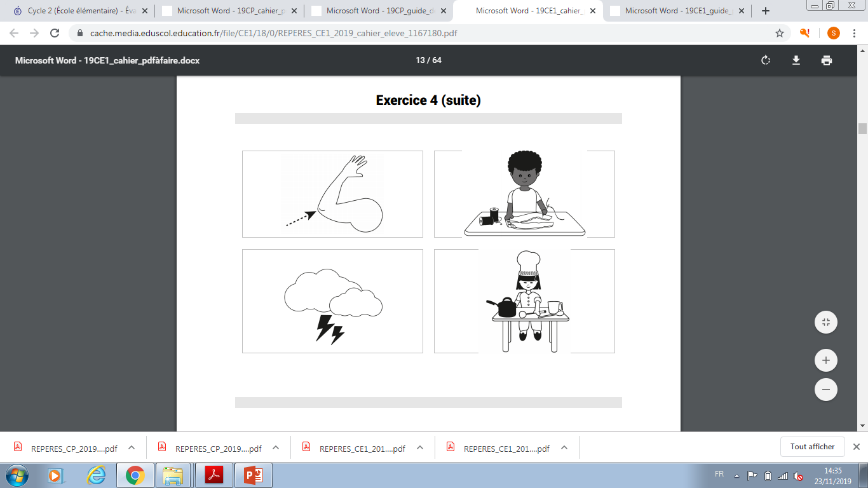 Cycle 2 (École élémentaire) - Év
Microsoft Word - 19CP_cahier_p
Microsoft Word - 19CP_guide_d
Microsoft Word - 19CE1_cahier_
Microsoft Word - 19CE1_guide_
cache.media.eduscol.education.fr/file/CE1/18/0/REPERES_CE1_2019_cahier_eleve_1167180.pdf
S
Microsoft Word - 19CE1_cahier_pdfàfaire.docx
13 / 64
Exercice 4 (suite)
REPERES_CP_2019....pdf
REPERES_CP_2019....pdf
REPERES_CE1_201....pdf
REPERES_CE1_201....pdf
Tout afficher
FR
14:35
23/11/2019